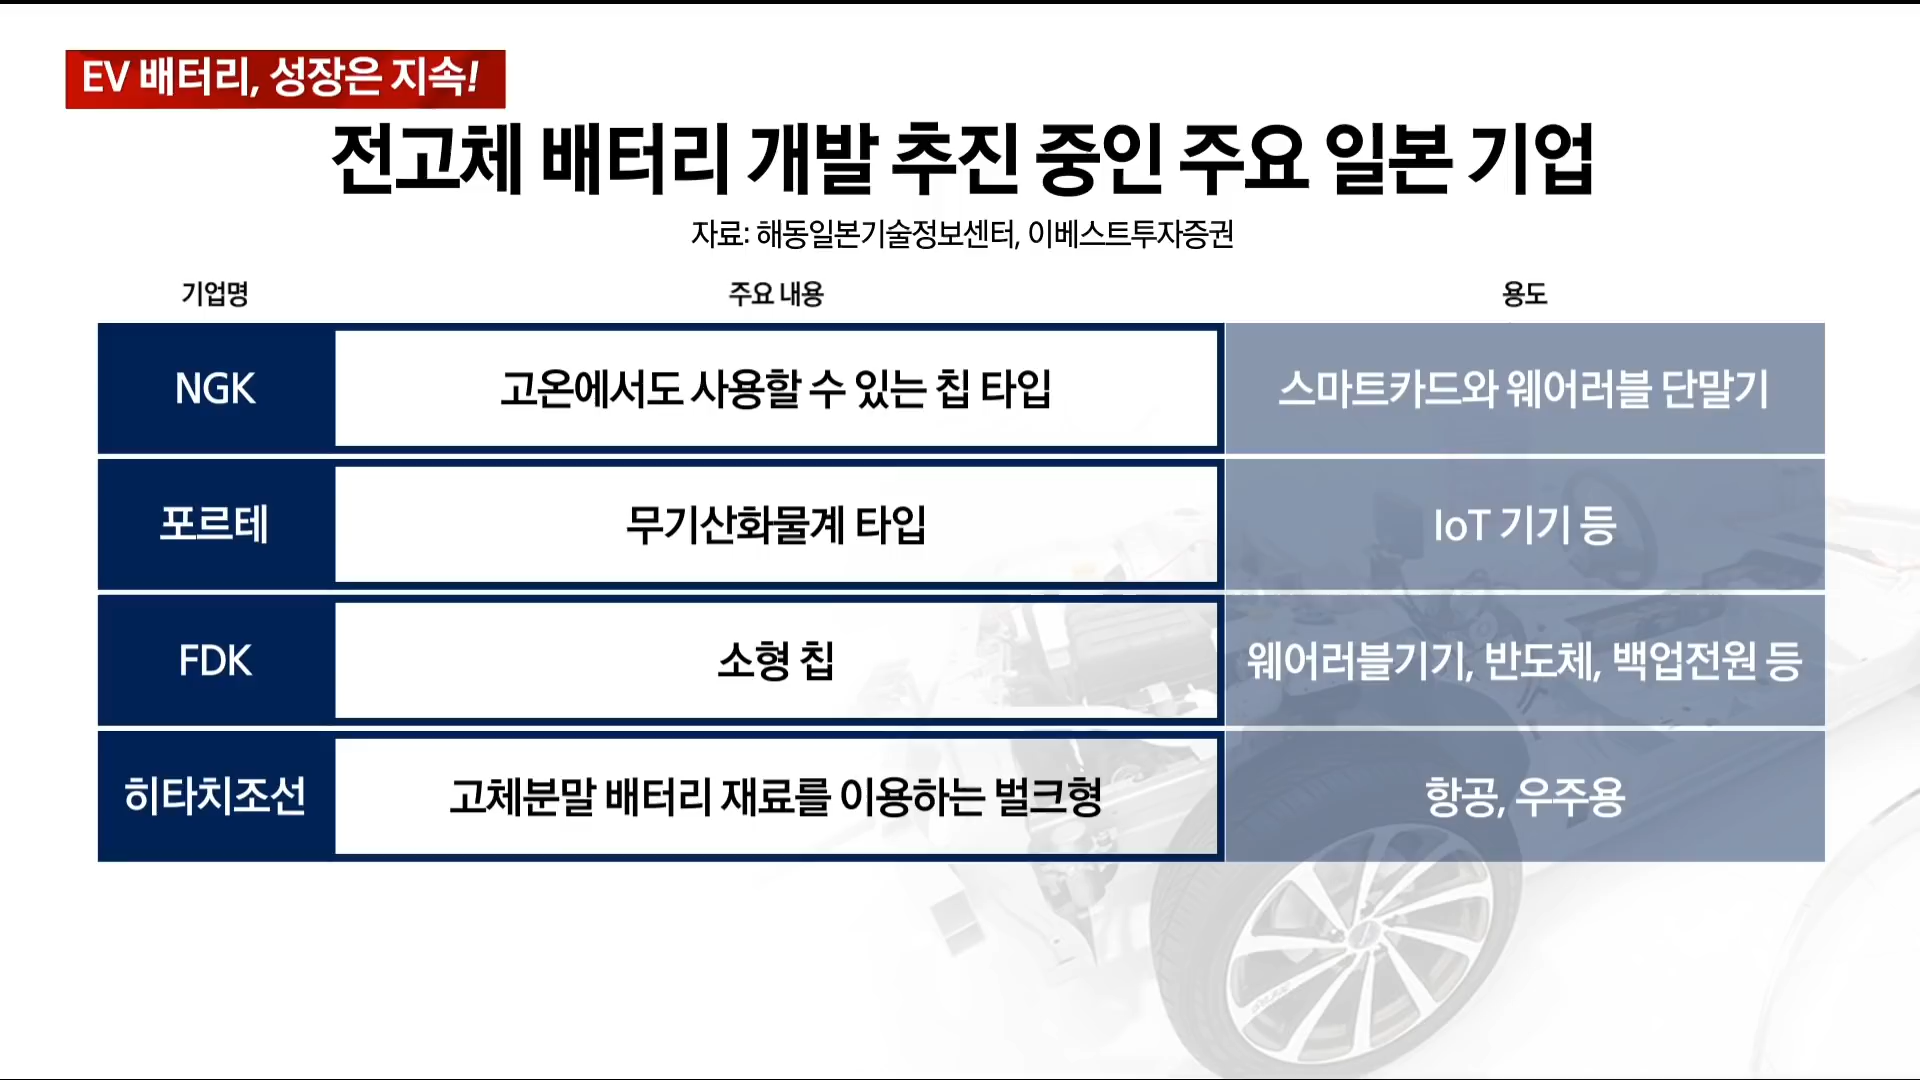 EV 배터리, 성장은 지속!
전고체 배터리 개발 추진 중인 주요 일본 기업
자료: 해동일본기술정보센터, 이베스트투자증권
기업명 주요 내용 용도
NGK 고온에서도 사용할 수 있는 칩 타입 스마트카드와 웨어러블 단말기
포르테 무기산화물계 타입 IoT 기기 등
FDK 소형 칩 웨어러블기기, 반도체, 백업전원 등
히타치조선 고체분말 배터리 재료를 이용하는 벌크형 항공, 우주용